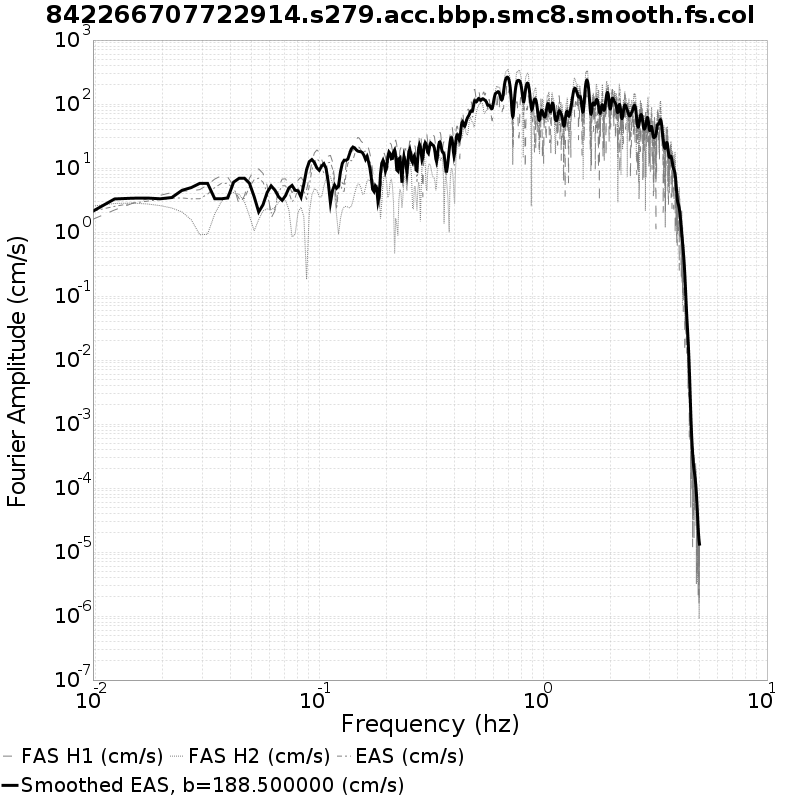 842266707722914.s279.acc.bbp.smc8.smooth.fs.col
10^3
10^2
10^1
10^0
10^-1
10^-2
10^-3
10^-4
10^-5
10^-6
10^-7
Fourier Amplitude (cm/s)
10^-2 10^-1 10^0 10^1
Frequency (hz)
FAS H1 (cm/s) FAS H2 (cm/s) EAS (cm/s)
Smoothed EAS, b=188.500000 (cm/s)